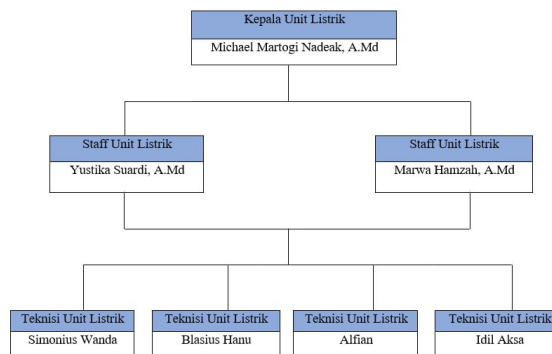 Kepala Unit Listrik
Michael Martogi Nadeak, A.Md
Staff Unit Listrik
Yustika Suardi, A.Md
Staff Unit Listrik
Marwa Hamzah, A.Md
Teknisi Unit Listrik
Simonius Wanda
Teknisi Unit Listrik
Blasius Hanu
Teknisi Unit Listrik
Alfian
Teknisi Unit Listrik
Idil Aksa